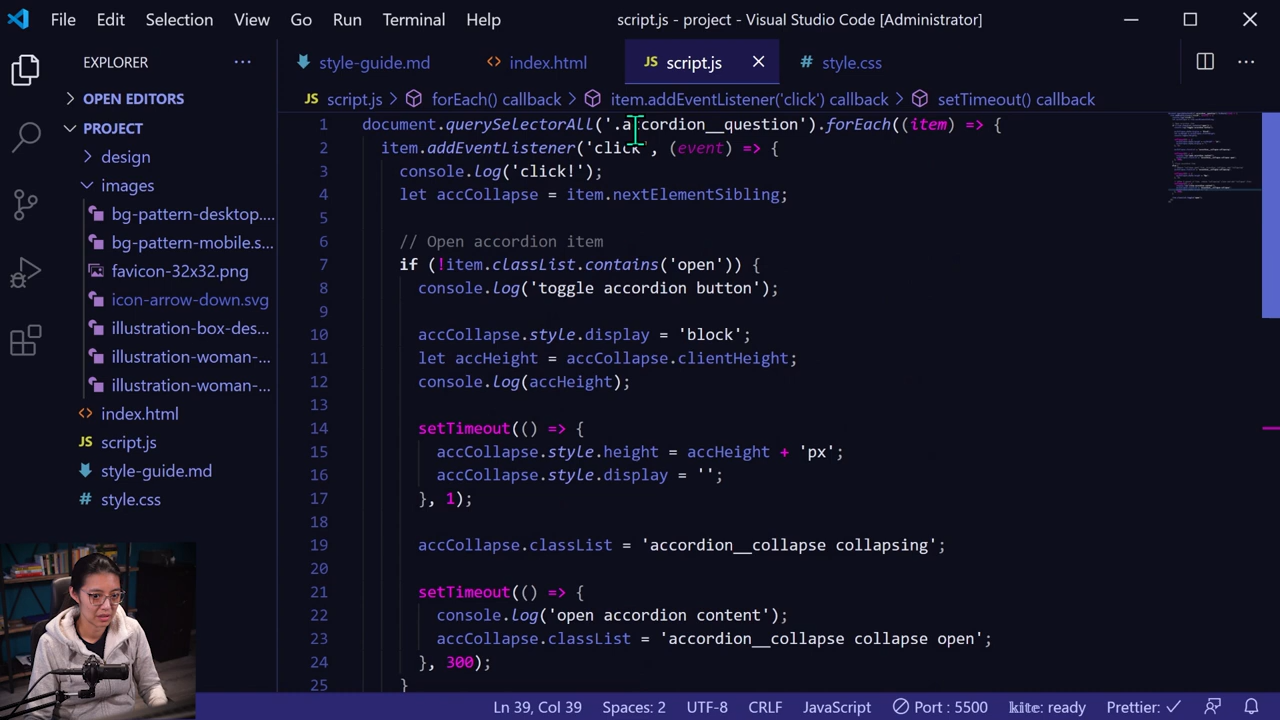 File Edit Selection View Go Run Terminal Help script.js - project - Visual Studio Code [Administrator]
EXPLORER
style-guide.md index.html script.js style.css
OPEN EDITORS
script.js > forEach() callback > item.addEventListener('click') callback > setTimeout() callback
PROJECT
design
images
bg-pattern-desktop....
bg-pattern-mobile.s...
favicon-32x32.png
icon-arrow-down.svg
illustration-box-des...
illustration-woman-...
illustration-woman-...
index.html
script.js
style-guide.md
style.css
1 document.querySelectorAll('.accordion__question').forEach((item) => {
2 item.addEventListener('click', (event) => {
3 console.log('click');
4 let accCollapse = item.nextElementSibling;
5
6 // Open accordion item
7 if (!item.classList.contains('open')) {
8 console.log('toggle accordion button');
9
10 accCollapse.style.display = 'block';
11 let accHeight = accCollapse.clientHeight;
12 console.log(accHeight);
13
14 setTimeout(() => {
15 accCollapse.style.height = accHeight + 'px';
16 accCollapse.style.display = '';
17 }, 1);
18
19 accCollapse.classList = 'accordion__collapse collapsing';
20
21 setTimeout(() => {
22 console.log('open accordion content');
23 accCollapse.classList = 'accordion__collapse collapse open';
24 }, 300);
25 }
Ln 39, Col 39 Spaces: 2 UTF-8 CRLF JavaScript Port : 5500 kite: ready Prettier: ✓